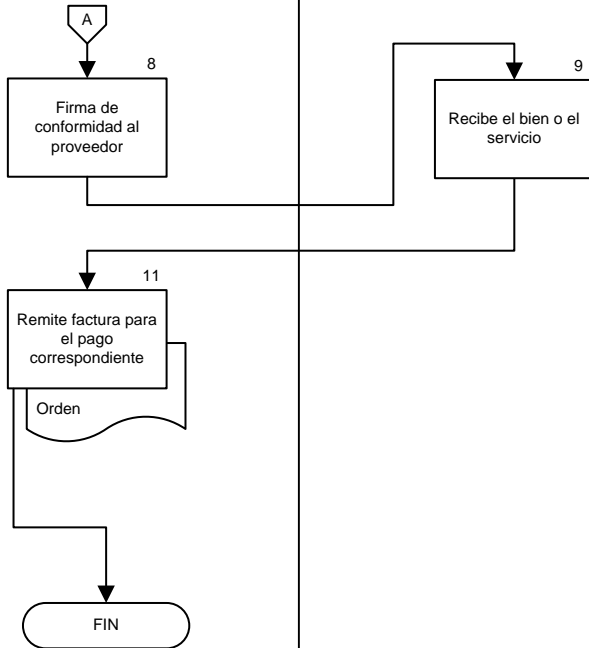 A
8
Firma de
conformidad al
proveedor
9
Recibe el bien o el
servicio
11
Remite factura para
el pago
correspondiente
Orden
FIN